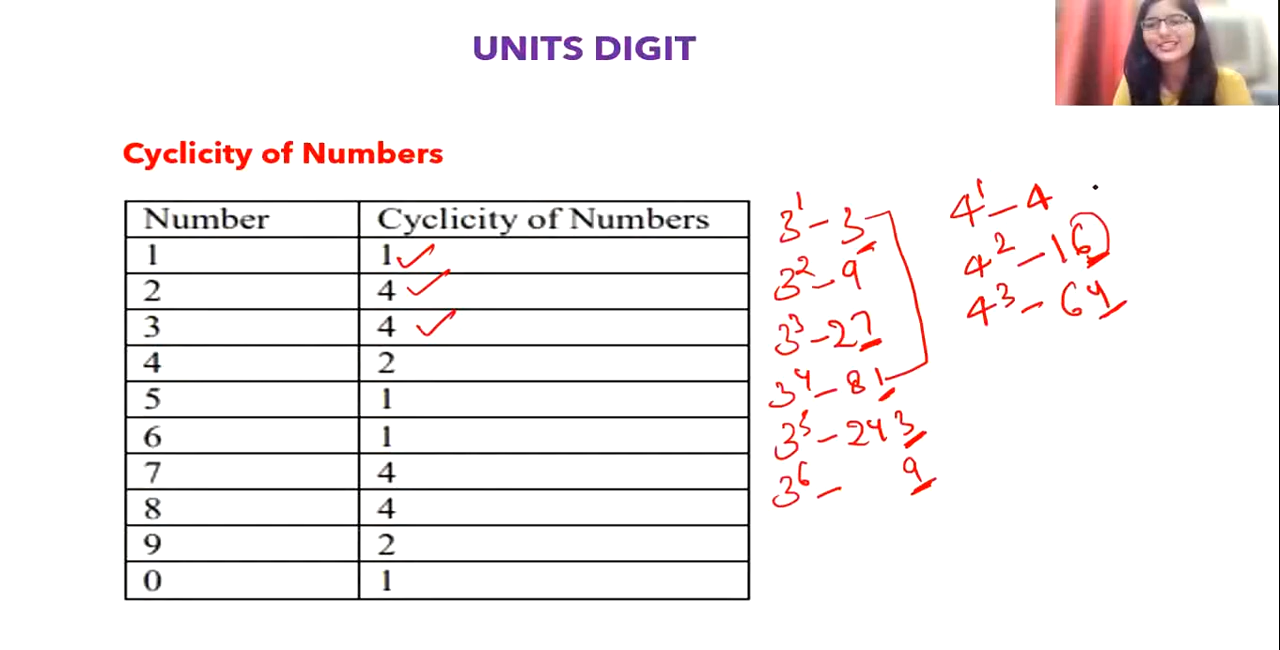 UNITS DIGIT
Cyclicity of Numbers
Number Cyclicity of Numbers
1 1
2 4
3 4
4 2
5 1
6 1
7 4
8 4
9 2
0 1
3¹ - 3
3² - 9
3³ - 27
3⁴ - 81
3⁵ - 243
3⁶ - 9
4¹ - 4
4² - 16
4³ - 64